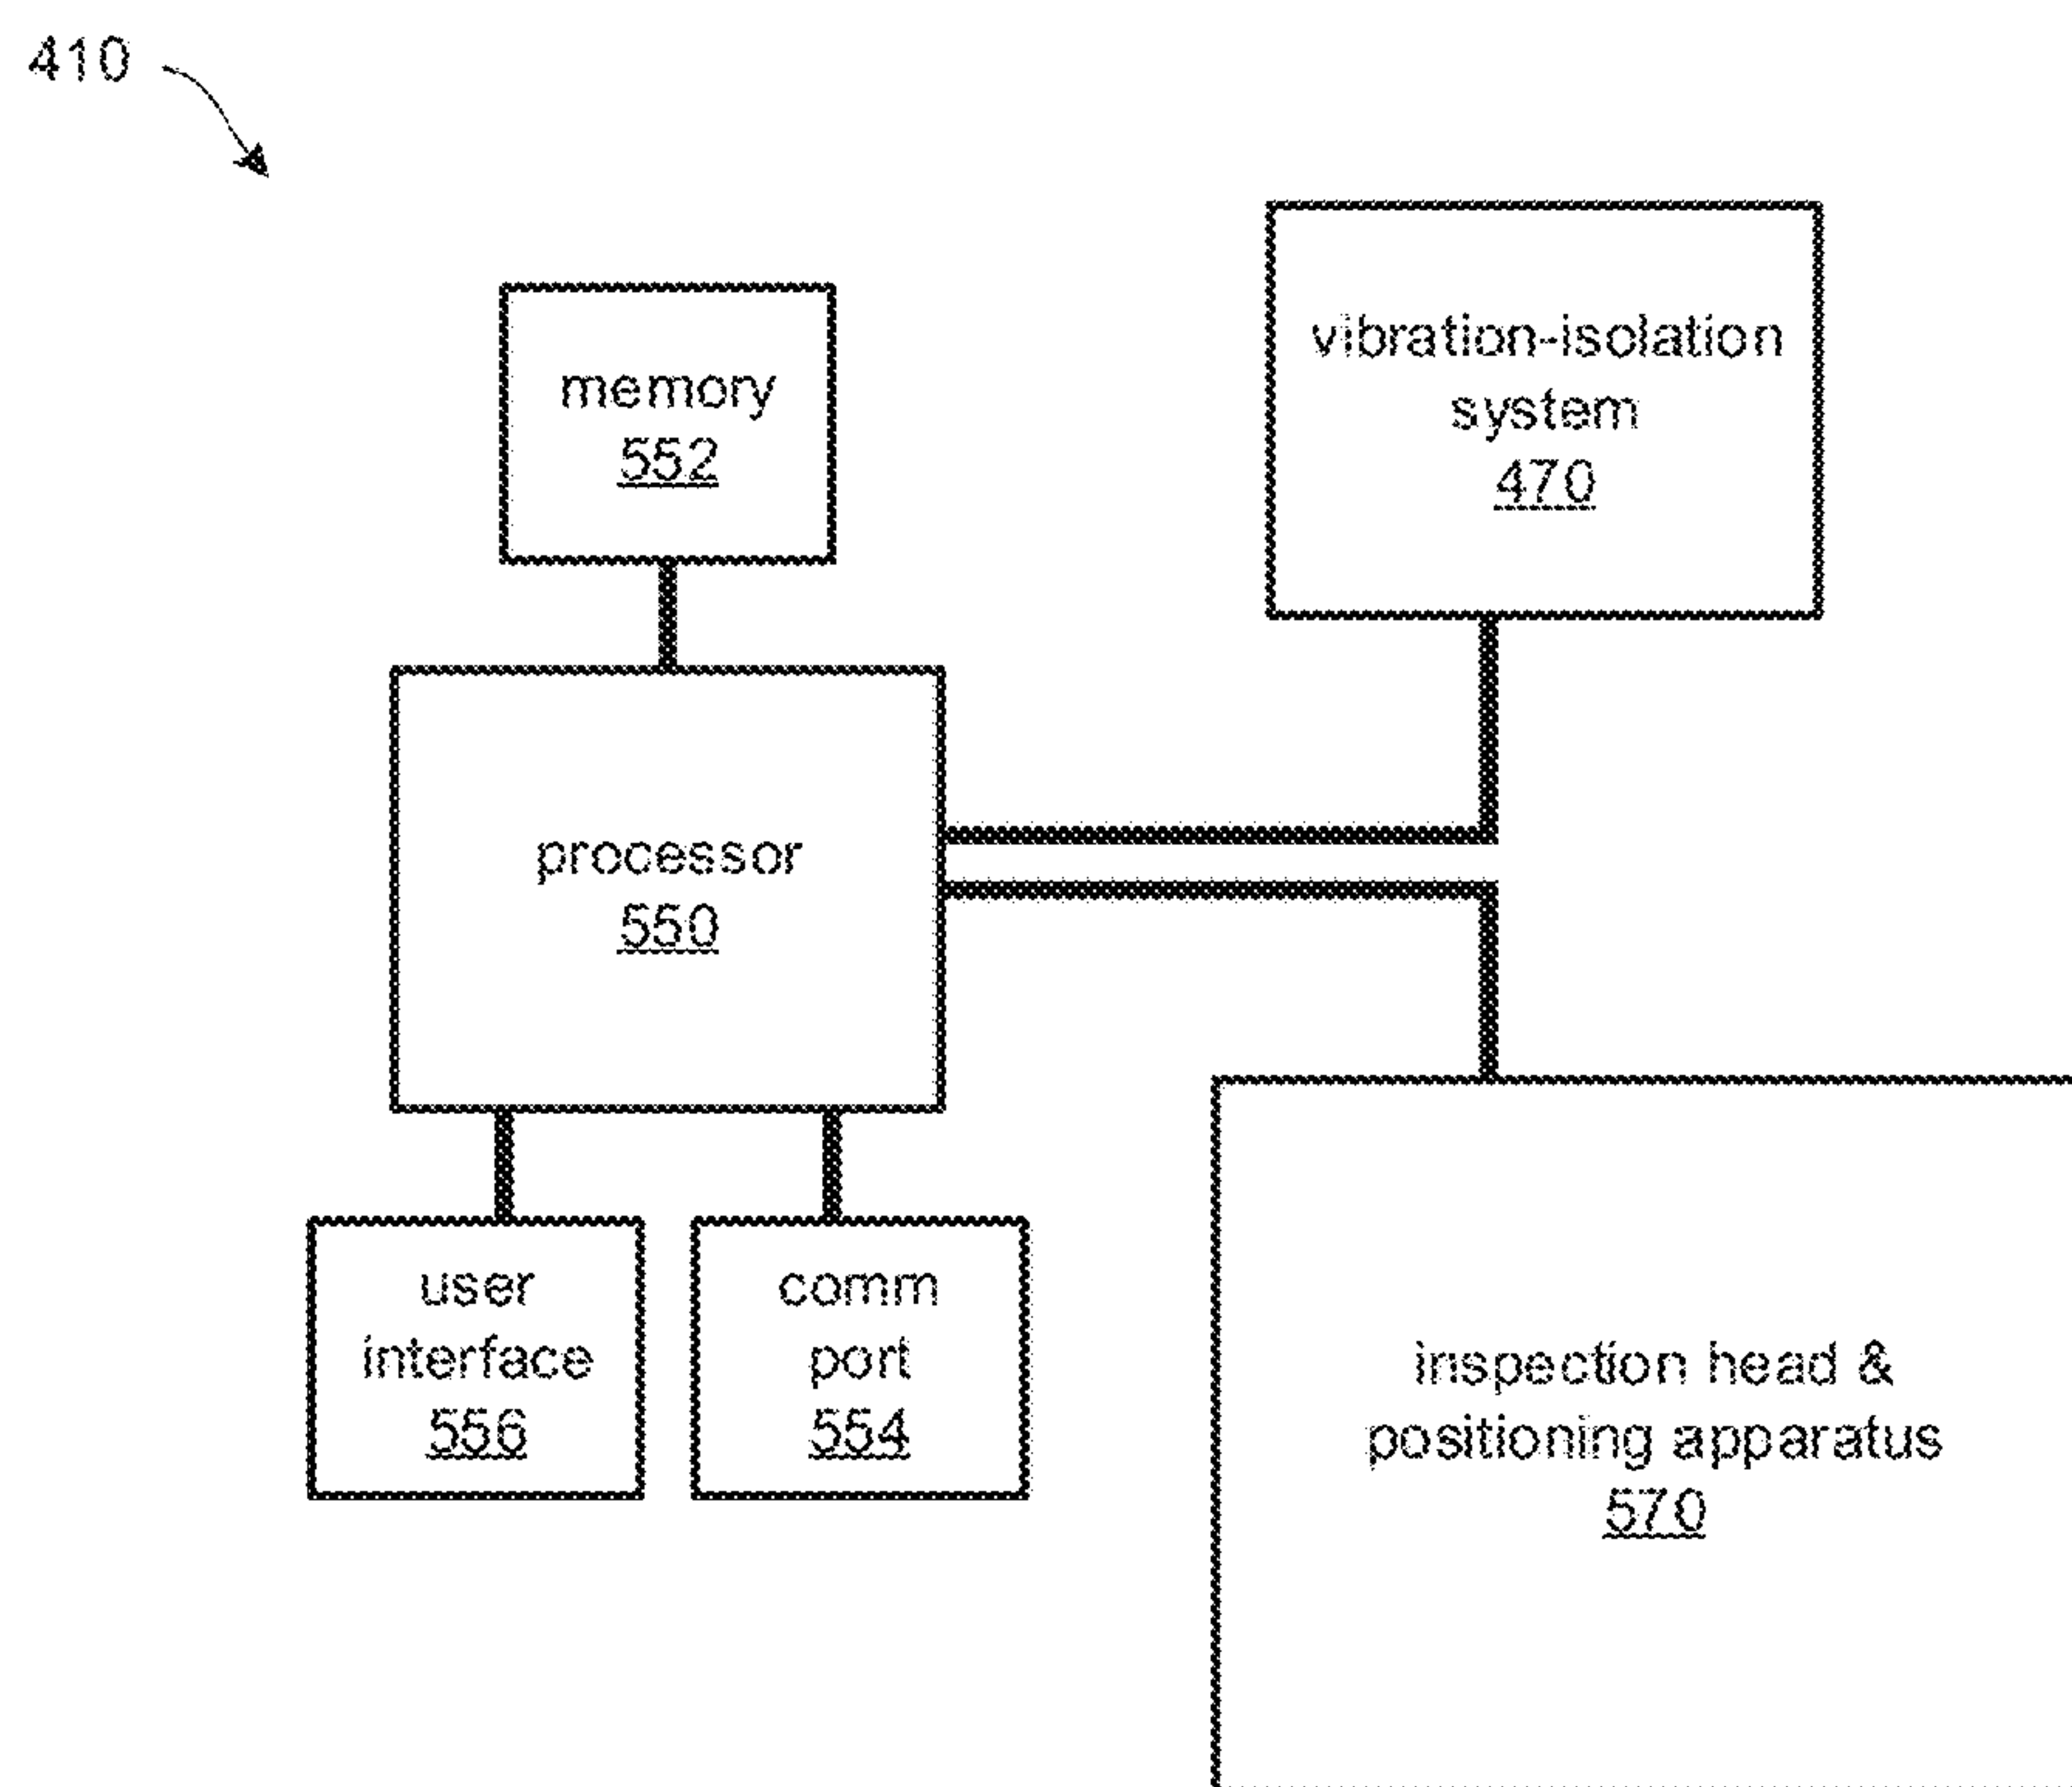 410
memory
552
vibration-isolation
system
470
processor
550
user
interface
556
comm
port
554
inspection head &
positioning apparatus
570